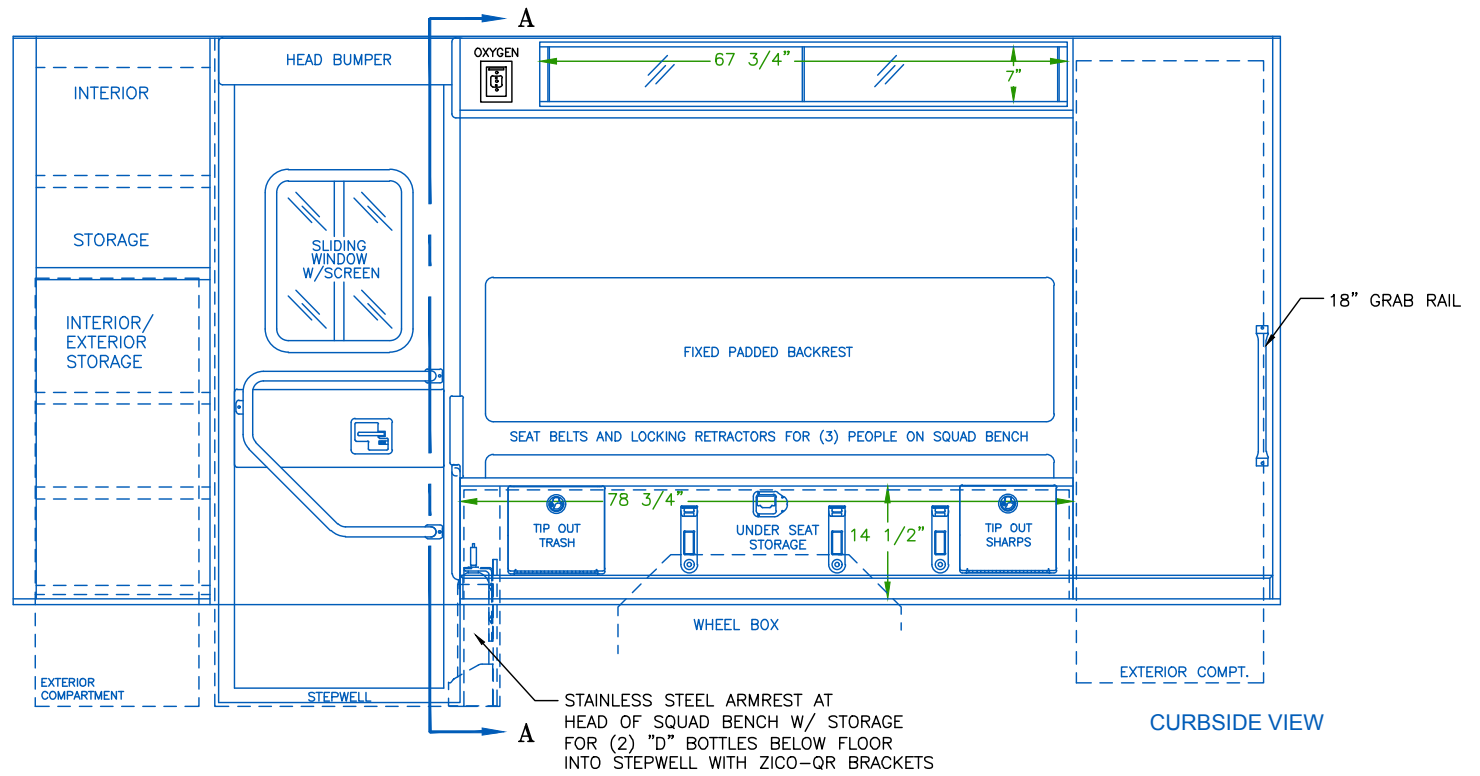 A
HEAD BUMPER
OXYGEN
67 3/4"
7"
INTERIOR
STORAGE
SLIDING
WINDOW
W/SCREEN
INTERIOR/
EXTERIOR
STORAGE
18" GRAB RAIL
FIXED PADDED BACKREST
SEAT BELTS AND LOCKING RETRACTORS FOR (3) PEOPLE ON SQUAD BENCH
78 3/4"
TIP OUT
TRASH
UNDER SEAT
STORAGE
14 1/2"
TIP OUT
SHARPS
WHEEL BOX
EXTERIOR
COMPARTMENT
STEPWELL
EXTERIOR COMPT.
STAINLESS STEEL ARMREST AT
HEAD OF SQUAD BENCH W/ STORAGE
FOR (2) "D" BOTTLES BELOW FLOOR
INTO STEPWELL WITH ZICO-QR BRACKETS
A
CURBSIDE VIEW